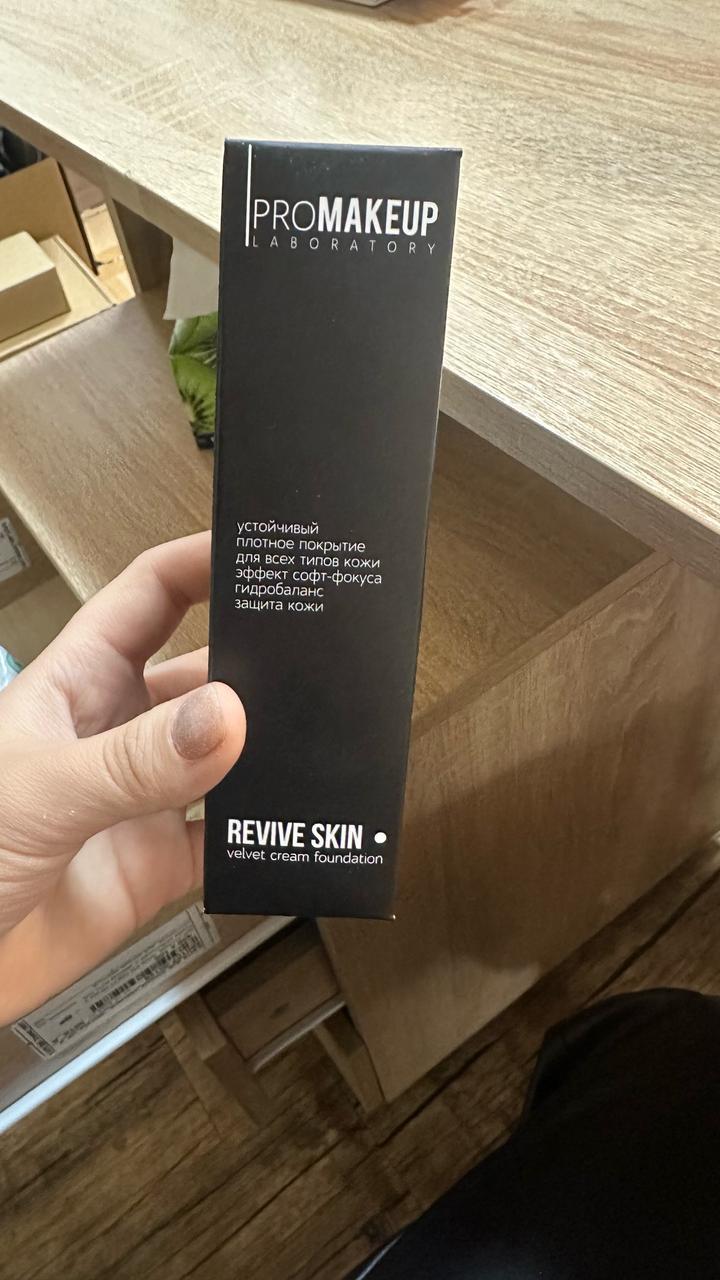 PROMAKEUP
LABORATORY
устойчивый
плотное покрытие
для всех типов кожи
эффект софт-фокуса
гидробаланс
защита кожи
REVIVE SKIN
velvet cream foundation